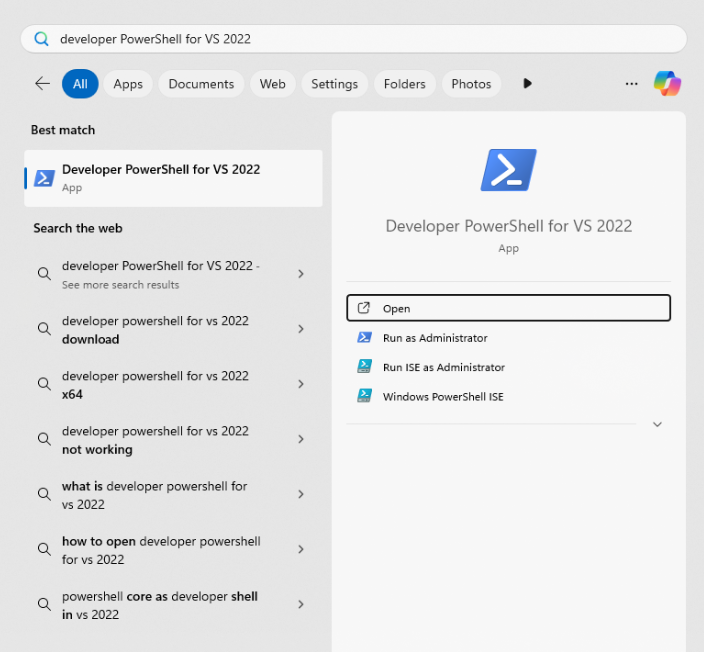 developer PowerShell for VS 2022
All
Apps
Documents
Web
Settings
Folders
Photos
Best match
Developer PowerShell for VS 2022
App
Search the web
developer PowerShell for VS 2022 -
See more search results
developer powershell for vs 2022
download
developer powershell for vs 2022
x64
developer powershell for vs 2022
not working
what is developer powershell for
vs 2022
how to open developer powershell
for vs 2022
powershell core as developer shell
in vs 2022
Developer PowerShell for VS 2022
App
Open
Run as Administrator
Run ISE as Administrator
Windows PowerShell ISE